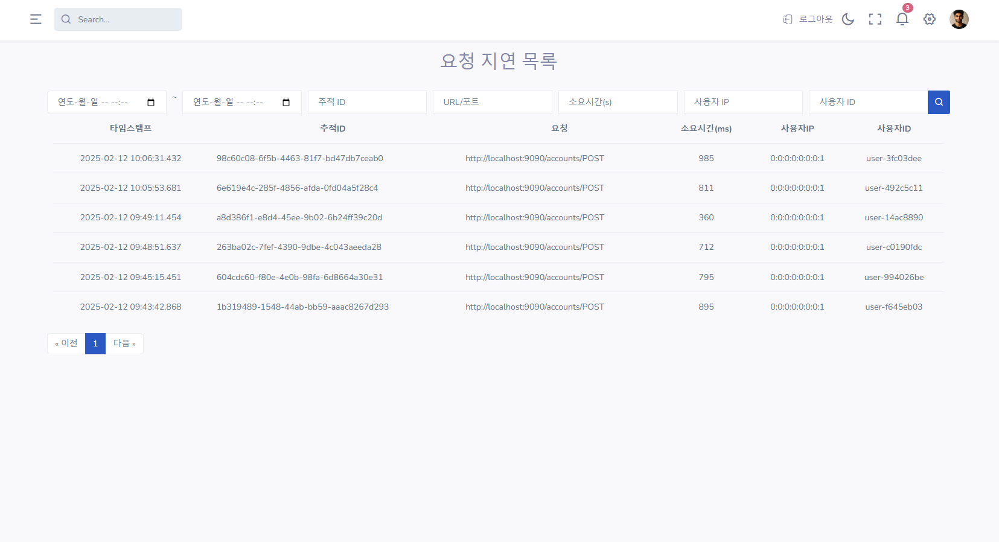 Search...
로그아웃
3
요청 지연 목록
연도-월-일 -- --:-- ~ 연도-월-일 -- --:-- 추적 ID URL/포트 소요시간(s) 사용자 IP 사용자 ID
타임스탬프 추적ID 요청 소요시간(ms) 사용자IP 사용자ID
2025-02-12 10:06:31.432 98c60c08-6f5b-4463-81f7-bd47db7ceab0 http://localhost:9090/accounts/POST 985 0:0:0:0:0:0:0:1 user-3fc03dee
2025-02-12 10:05:53.681 6e619e4c-285f-4856-afda-0fd04a5f28c4 http://localhost:9090/accounts/POST 811 0:0:0:0:0:0:0:1 user-492c5c11
2025-02-12 09:49:11.454 a8d386f1-e8d4-45ee-9b02-6b24ff39c20d http://localhost:9090/accounts/POST 360 0:0:0:0:0:0:0:1 user-14ac8890
2025-02-12 09:48:51.637 263ba02c-7fef-4390-9dbe-4c043aeeda28 http://localhost:9090/accounts/POST 712 0:0:0:0:0:0:0:1 user-c0190fdc
2025-02-12 09:45:15.451 604cdc60-f80e-4e0b-98fa-6d8664a30e31 http://localhost:9090/accounts/POST 795 0:0:0:0:0:0:0:1 user-994026be
2025-02-12 09:43:42.868 1b319489-1548-44ab-bb59-aaac8267d293 http://localhost:9090/accounts/POST 895 0:0:0:0:0:0:0:1 user-f645eb03
« 이전 1 다음 »